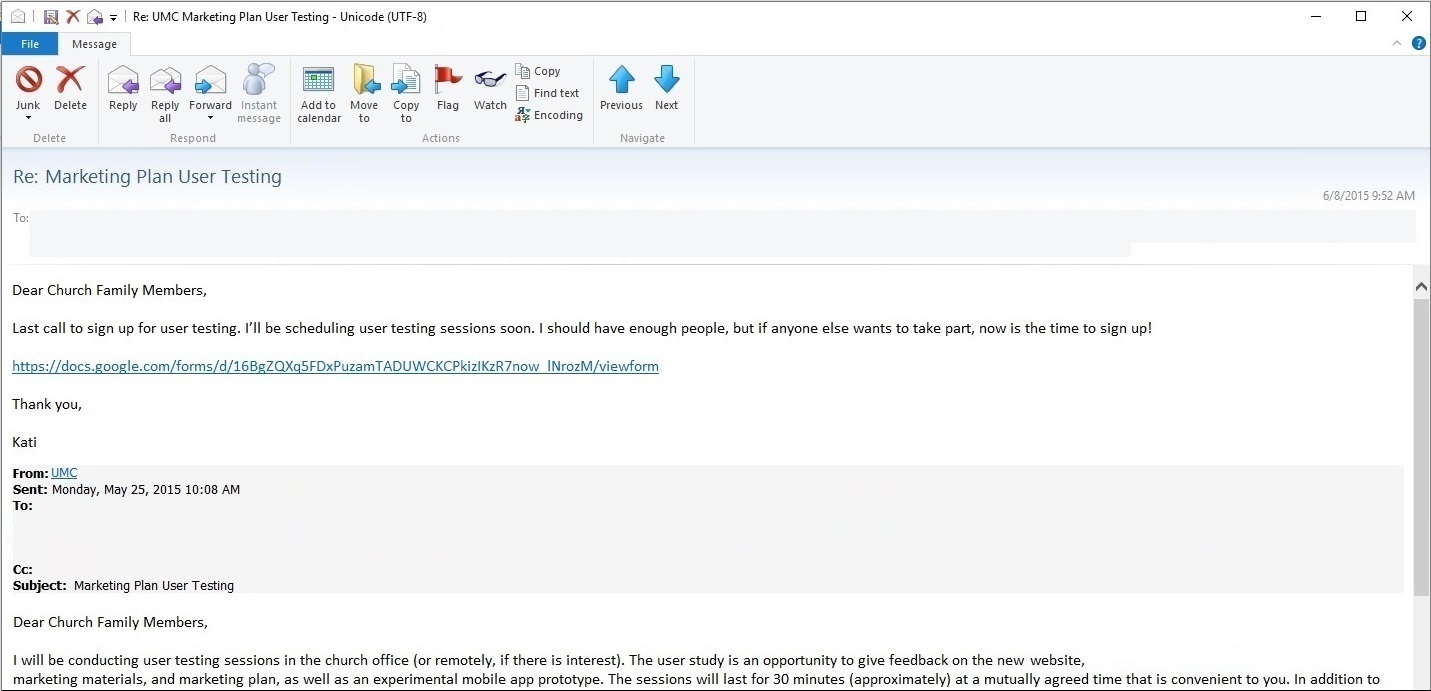 Re: UMC Marketing Plan User Testing - Unicode (UTF-8)
File Message
Junk Delete Reply Reply all Forward Instant message Add to calendar Move to Copy to Flag Watch Copy Find text Encoding Previous Next
Delete Respond Actions Navigate
Re: Marketing Plan User Testing
6/8/2015 9:52 AM
To:
Dear Church Family Members,
Last call to sign up for user testing. I'll be scheduling user testing sessions soon. I should have enough people, but if anyone else wants to take part, now is the time to sign up!
https://docs.google.com/forms/d/16BgZQXq5FDxPuzamTADUWCKCPkizIKzR7now_lNrozM/viewform
Thank you,
Kati
From: UMC
Sent: Monday, May 25, 2015 10:08 AM
To:
Cc:
Subject: Marketing Plan User Testing
Dear Church Family Members,
I will be conducting user testing sessions in the church office (or remotely, if there is interest). The user study is an opportunity to give feedback on the new website,
marketing materials, and marketing plan, as well as an experimental mobile app prototype. The sessions will last for 30 minutes (approximately) at a mutually agreed time that is convenient to you. In addition to